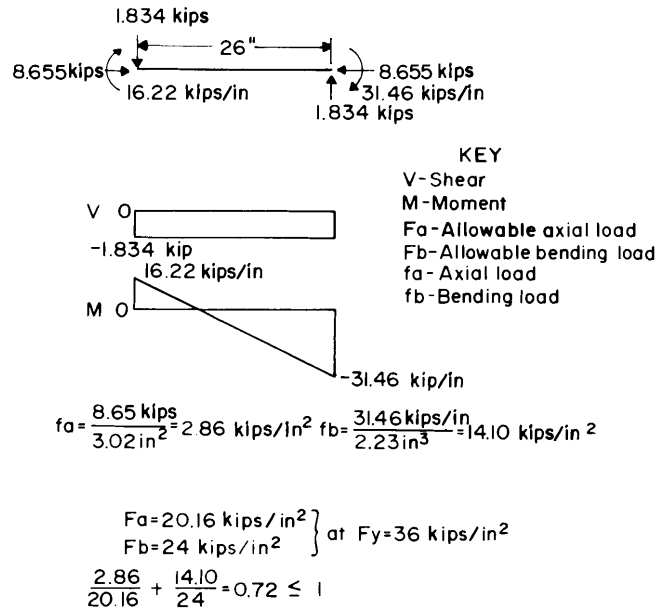 1.834 kips
26"
8.655kips
8.655 kips
16.22 kips/in
31.46 kips/in
1.834 kips
KEY
V-Shear
M-Moment
Fa-Allowable axial load
Fb-Allowable bending load
fa-Axial load
fb-Bending load
V 0
-1.834 kip
16.22 kips/in
M 0
-31.46 kip/in
fa= 8.65 kips / 3.02 in² =2.86 kips/in² fb= 31.46 kips/in / 2.23 in³ =14.10 kips/in ²
Fa=20.16 kips/in²
Fb=24 kips/in²
} at Fy=36 kips/in²
2.86 / 20.16 + 14.10 / 24 =0.72 ≤ 1